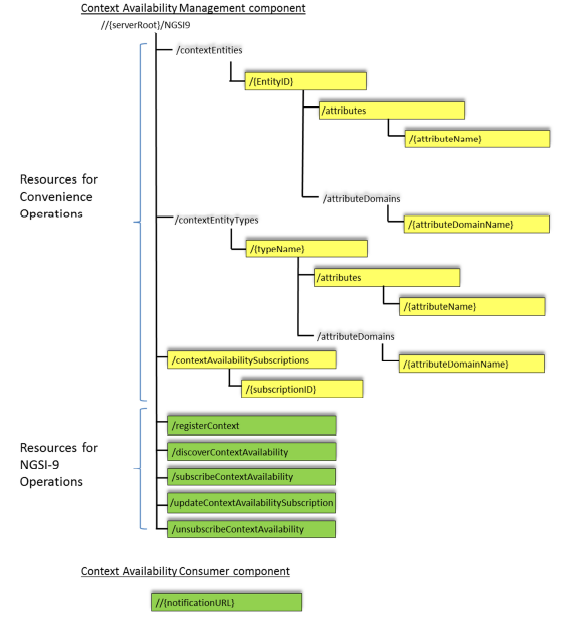 Context Availability Management component
//{serverRoot}/NGSI9
/contextEntities
/{EntityID}
/attributes
/{attributeName}
/attributeDomains
/{attributeDomainName}
Resources for
Convenience
Operations
/contextEntityTypes
/{typeName}
/attributes
/{attributeName}
/attributeDomains
/{attributeDomainName}
/contextAvailabilitySubscriptions
/{subscriptionID}
Resources for
NGSI-9
Operations
/registerContext
/discoverContextAvailability
/subscribeContextAvailability
/updateContextAvailabilitySubscription
/unsubscribeContextAvailability
Context Availability Consumer component
//{notificationURL}